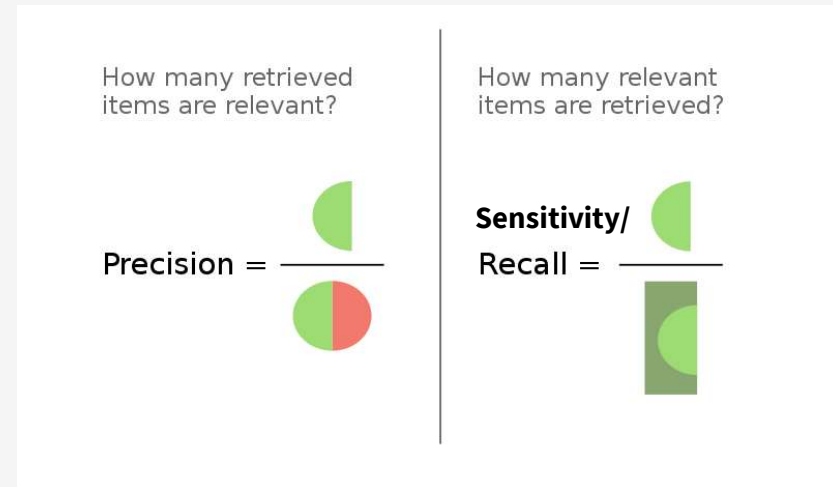 How many retrieved
items are relevant?
Precision =
How many relevant
items are retrieved?
Sensitivity/
Recall =